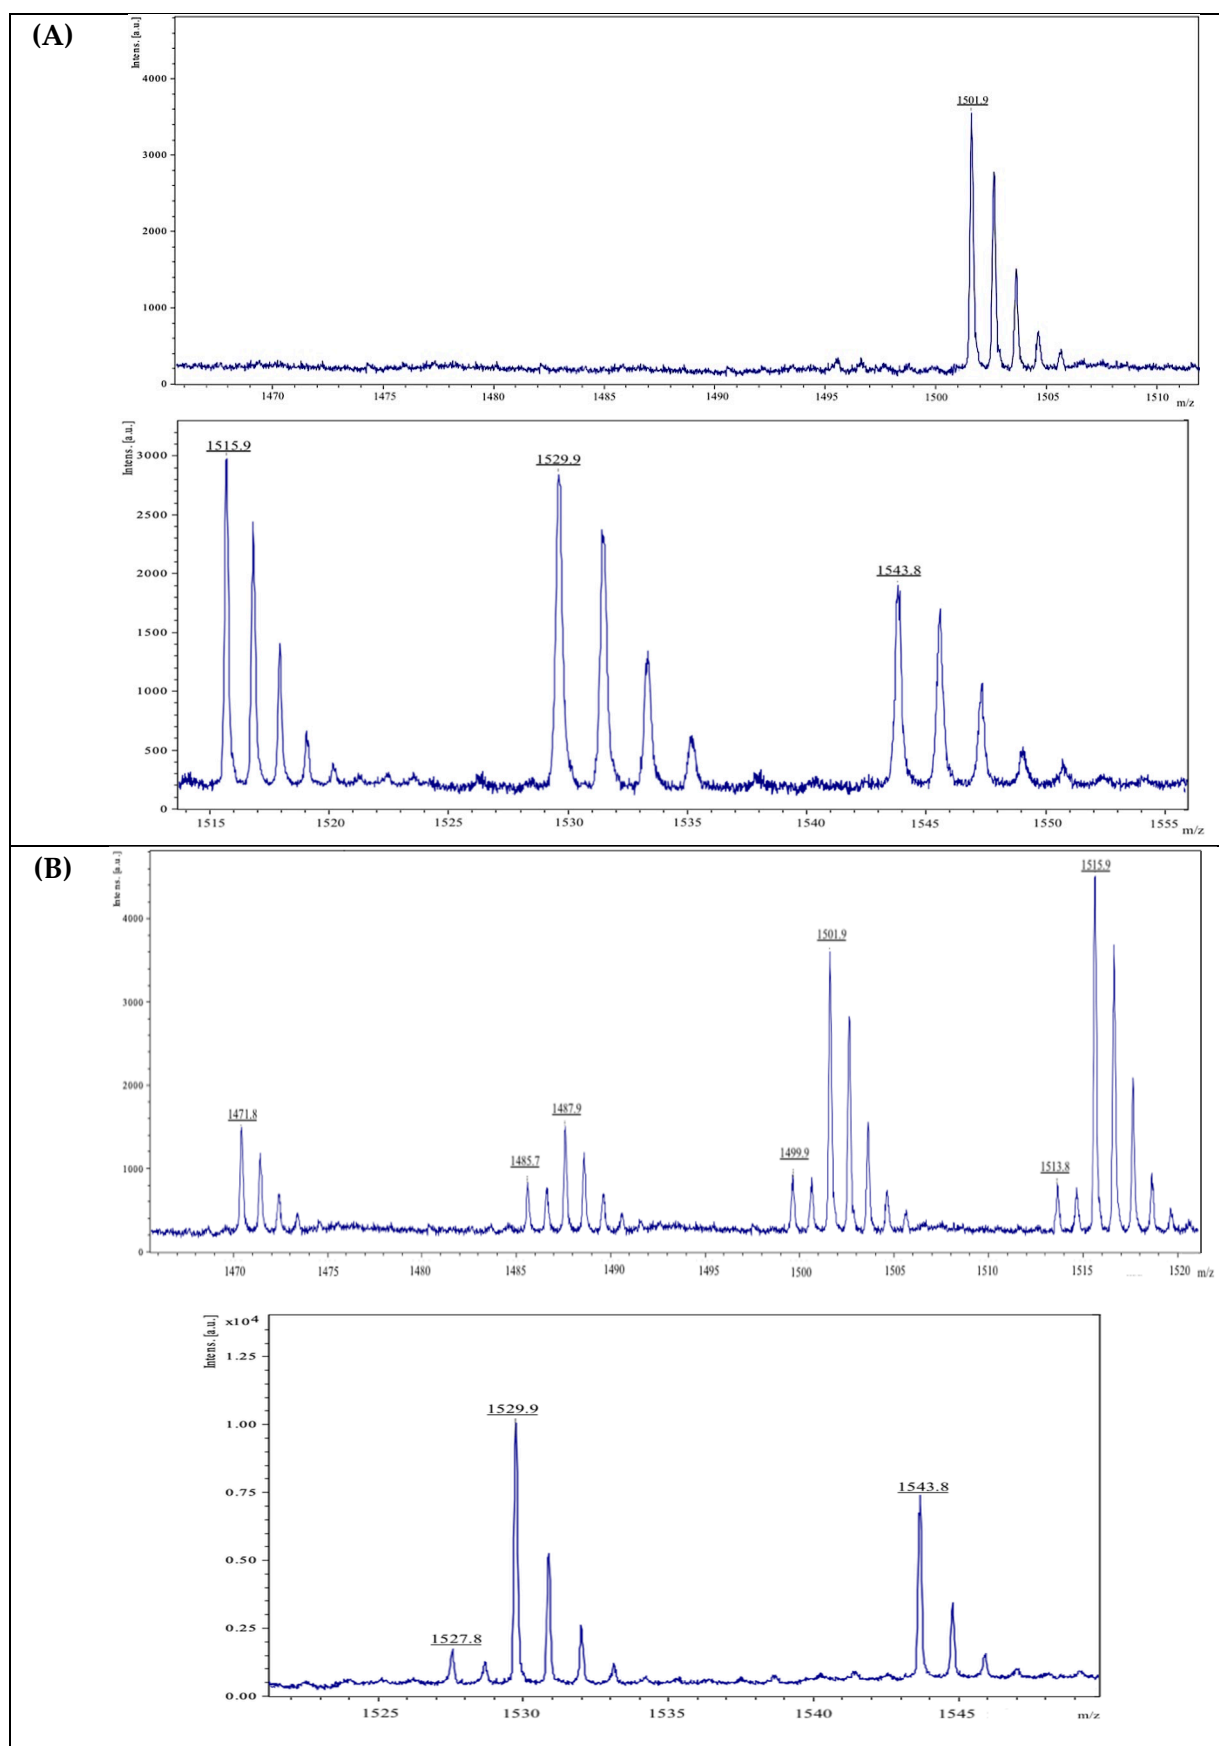 (A)
Intens. [a.u.]
1501.9
4000
3000
2000
1000
0
1470 1475 1480 1485 1490 1495 1500 1505 1510
m/z
Intens. [a.u.]
1515.9 1529.9 1543.8
3000
2500
2000
1500
1000
500
0
1515 1520 1525 1530 1535 1540 1545 1550 1555
m/z
(B)
Intens. [a.u.]
1515.9
1501.9
1471.8 1485.7 1487.9 1499.9 1513.8
4000
3000
2000
1000
0
1470 1475 1480 1485 1490 1495 1500 1505 1510 1515 1520 m/z
Intens. [a.u.]
x10⁴
1.25
1.00
0.75
0.50
0.25
0.00
1529.9
1543.8
1527.8
1525 1530 1535 1540 1545 m/z